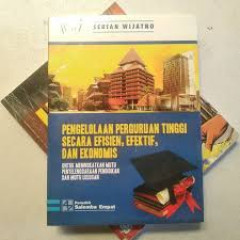 SERIAN WIJATNO
PENGELOLAAN PERGURUAN TINGGI
SECARA EFISIEN, EFEKTIF,
DAN EKONOMIS
UNTUK MENINGKATKAN MUTU
PENYELENGGARAAN PENDIDIKAN
DAN MUTU LULUSAN
Penerbit
Salemba Empat